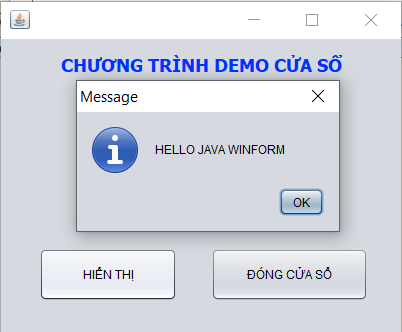 CHƯƠNG TRÌNH DEMO CỬA SỔ
Message
HELLO JAVA WINFORM
OK
HIỂN THỊ
ĐÓNG CỬA SỔ